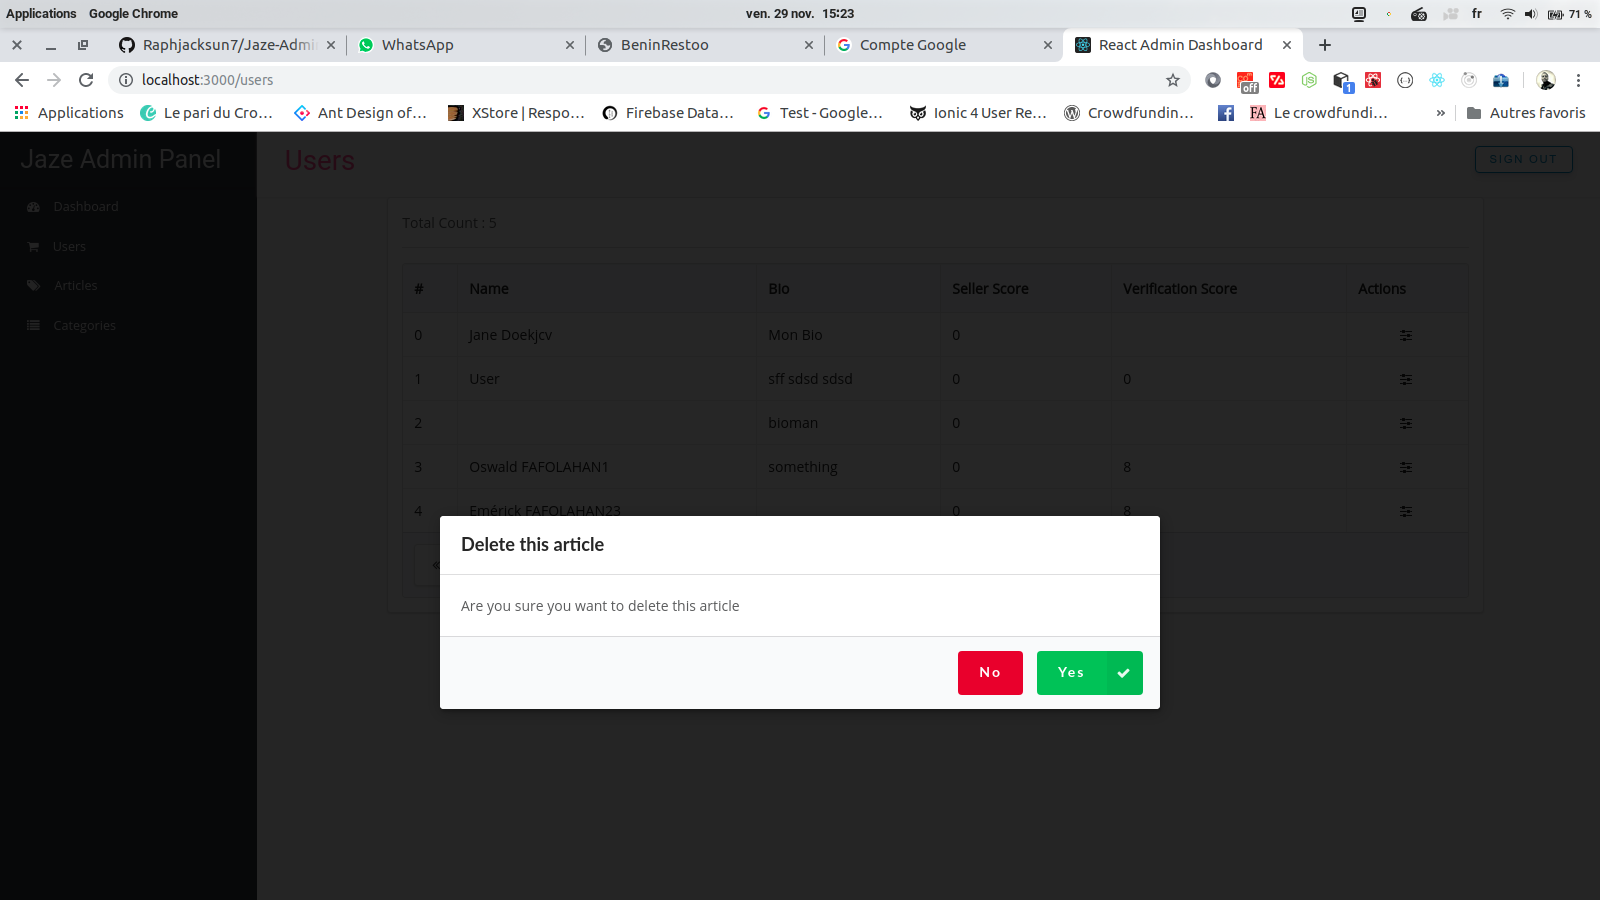 Applications Google Chrome ven. 29 nov. 15:23 fr 71 %
Raphjacksun7/Jaze-Admi WhatsApp BeninRestoo Compte Google React Admin Dashboard
localhost:3000/users off 1
Applications Le pari du Cro… Ant Design of… XStore | Respo… Firebase Data… Test - Google… Ionic 4 User Re… Crowdfundin… FA Le crowdfundi… » Autres favoris
Jaze Admin Panel
Users
SIGN OUT
Dashboard
Users
Articles
Categories
Total Count : 5
# Name Bio Seller Score Verification Score Actions
0 Jane Doekjcv Mon Bio 0
1 User sff sdsd sdsd 0 0
2 bioman 0
3 Oswald FAFOLAHAN1 something 0 8
4 Emérick FAFOLAHAN23 0 8
Delete this article
Are you sure you want to delete this article
No Yes